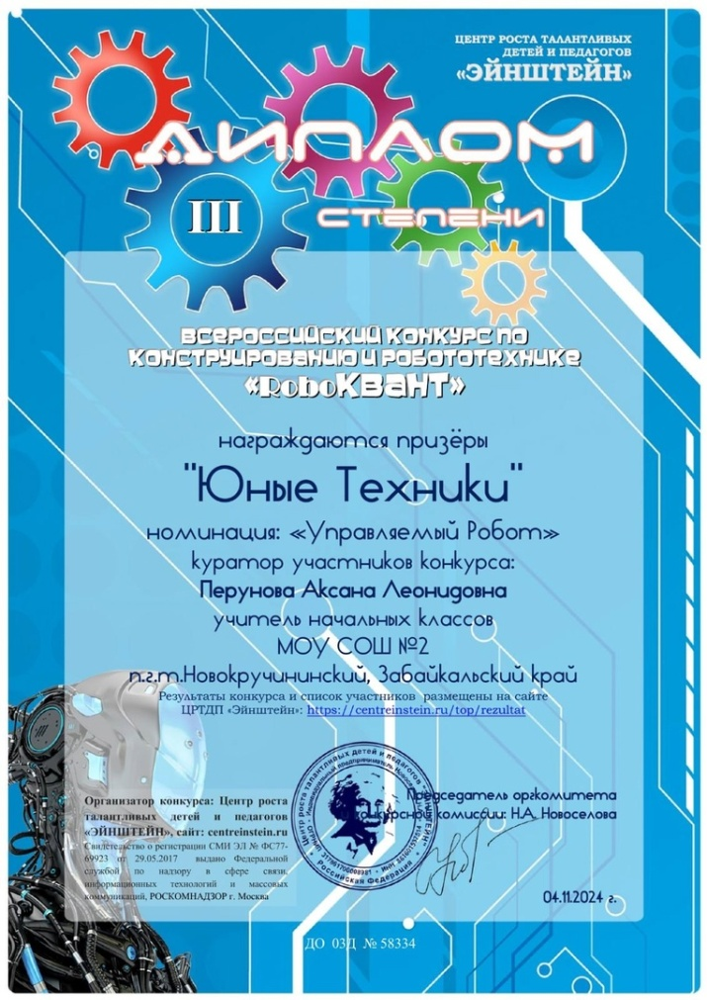 ЦЕНТР РОСТА ТАЛАНТЛИВЫХ
ДЕТЕЙ И ПЕДАГОГОВ
«ЭЙНШТЕЙН»
ДИПЛОМ
III
СТЕПЕНИ
ВСЕРОССИЙСКИЙ КОНКУРС ПО
КОНСТРУИРОВАНИЮ И РОБОТОТЕХНИКЕ
«RoboКВАНТ»
награждаются призёры
"Юные Техники"
номинация: «Управляемый Робот»
куратор участников конкурса:
Перунова Аксана Леонидовна
учитель начальных классов
МОУ СОШ №2
п.г.т.Новокручининский, Забайкальский край
Результаты конкурса и список участников размещены на сайте
ЦРТДП «Эйнштейн»: https://centreinstein.ru/top/rezultat
Организатор конкурса: Центр роста
талантливых детей и педагогов
«ЭЙНШТЕЙН», сайт: centreinstein.ru
Свидетельство о регистрации СМИ ЭЛ № ФС77-
69923 от 29.05.2017 выдано Федеральной
службой по надзору в сфере связи,
информационных технологий и массовых
коммуникаций, РОСКОМНАДЗОР г. Москва
Центр роста талантливых детей и педагогов
Российская Федерация
Председатель оргкомитета
конкурсной комиссии: Н.А. Новоселова
04.11.2024 г.
ДО ОЗД № 58334